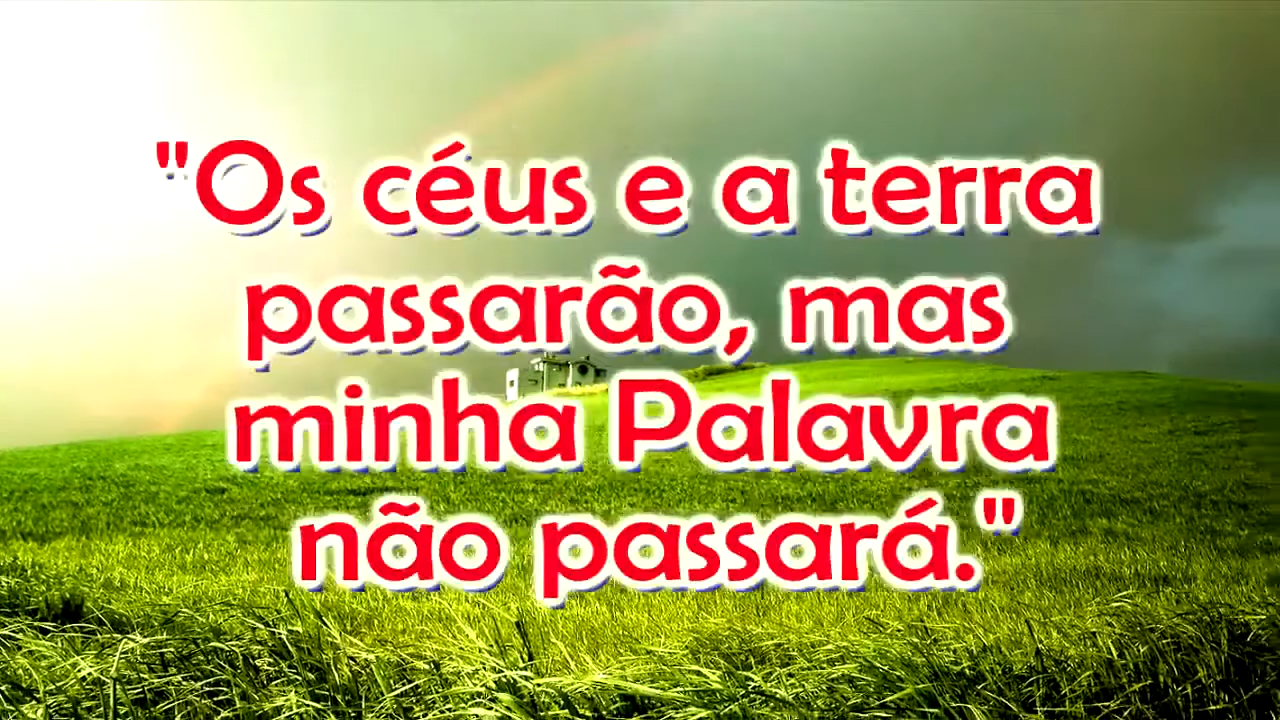 "Os céus e a terra
passarão, mas
minha Palavra
não passará."